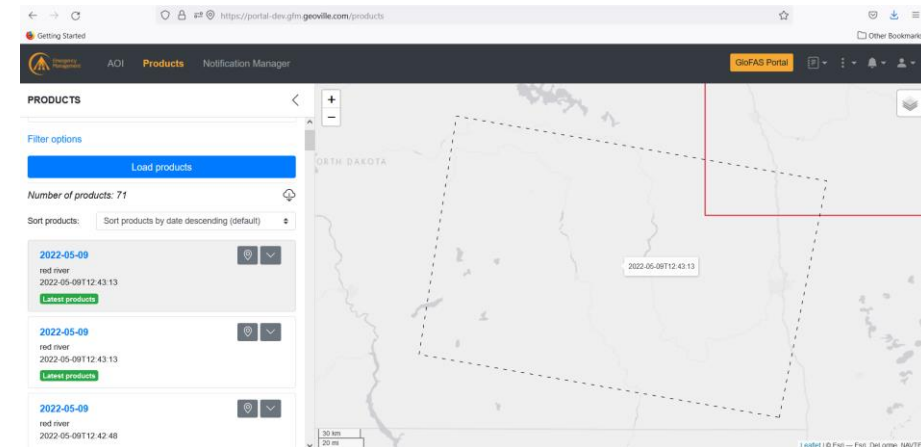 https://portal-dev.gfm.geoville.com/products
Getting Started
Other Bookmarks
Emergency
Management
AOI
Products
Notification Manager
GloFAS Portal
PRODUCTS
Filter options
Load products
Number of products: 71
Sort products:
Sort products by date descending (default)
2022-05-09
red river
2022-05-09T12:43:13
Latest products
2022-05-09
red river
2022-05-09T12:43:13
Latest products
2022-05-09
red river
2022-05-09T12:42:48
+
−
NORTH DAKOTA
2022-05-09T12:43:13
30 km
20 mi
Leaflet | © Esri — Esri, DeLorme, NAVTEQ